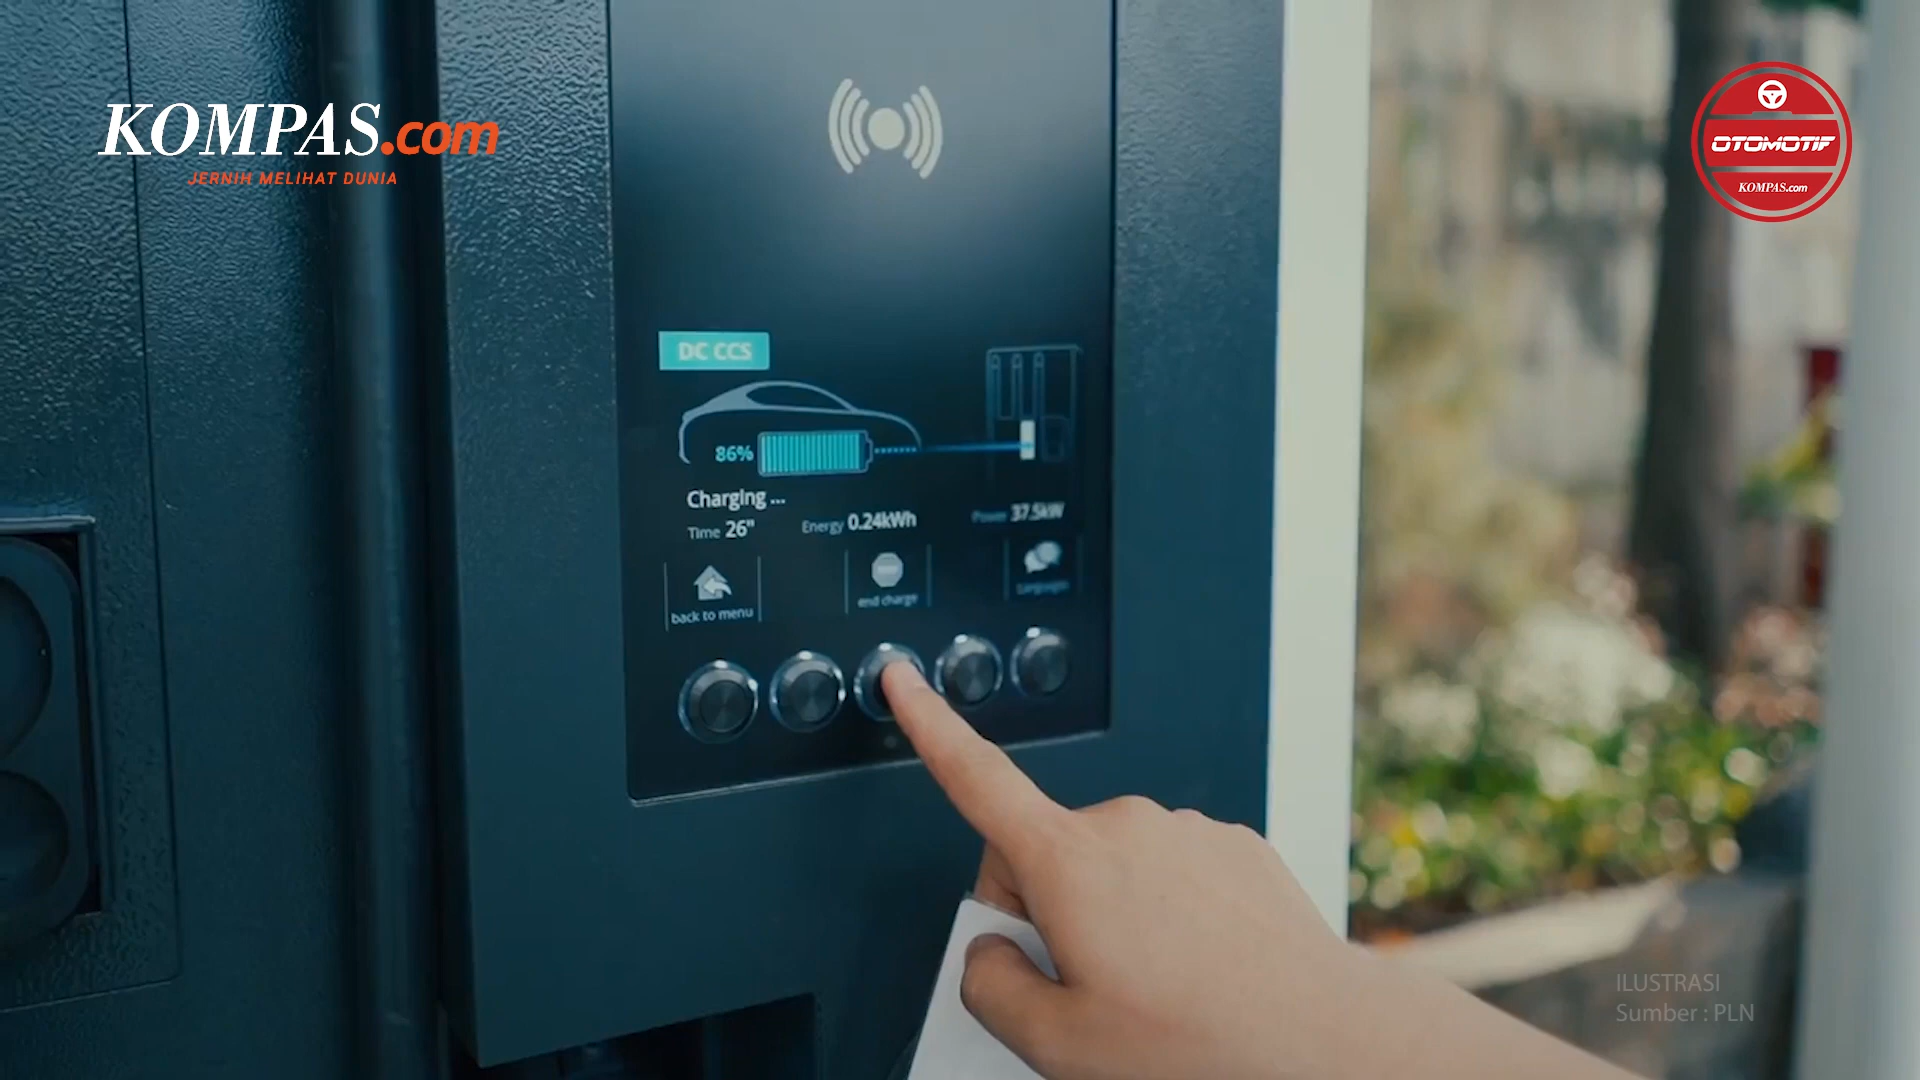 KOMPAS.com
JERNIH MELIHAT DUNIA
OTOMOTIF
KOMPAS.com
DC CCS
86%
Charging ...
Time 26"
Energy 0.24kWh
Power 37.5kW
back to menu
end charge
ILUSTRASI
Sumber : PLN